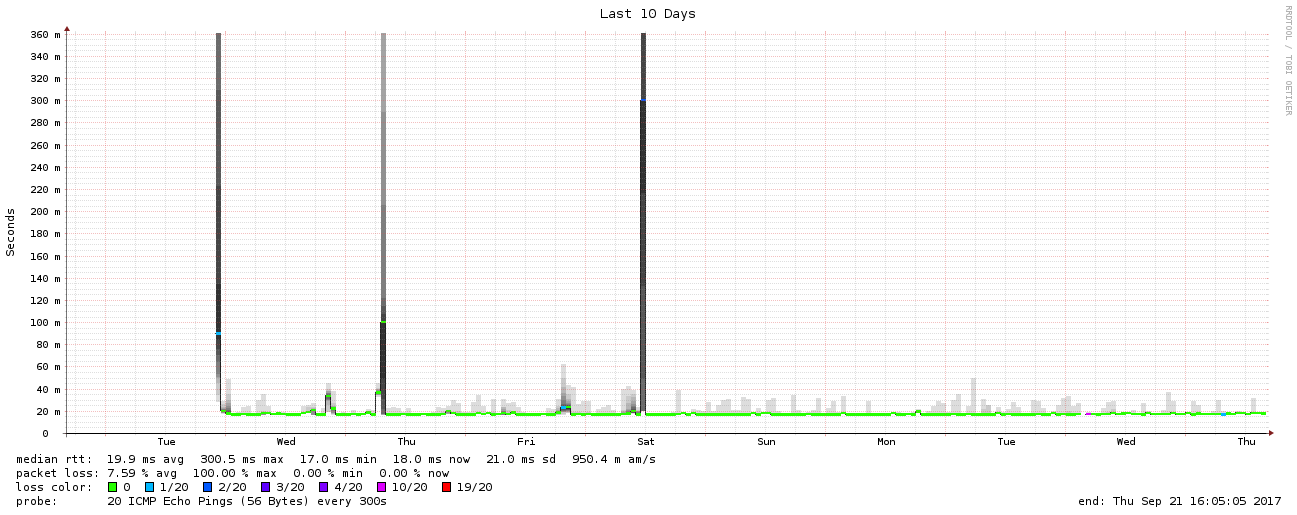 Last 10 Days
RRDTOOL / TOBI OETIKER
Seconds
360 m
340 m
320 m
300 m
280 m
260 m
240 m
220 m
200 m
180 m
160 m
140 m
120 m
100 m
80 m
60 m
40 m
20 m
0
Tue Wed Thu Fri Sat Sun Mon Tue Wed Thu
median rtt: 19.9 ms avg 300.5 ms max 17.0 ms min 18.0 ms now 21.0 ms sd 950.4 m am/s
packet loss: 7.59 % avg 100.00 % max 0.00 % min 0.00 % now
loss color: 0 1/20 2/20 3/20 4/20 10/20 19/20
probe: 20 ICMP Echo Pings (56 Bytes) every 300s end: Thu Sep 21 16:05:05 2017